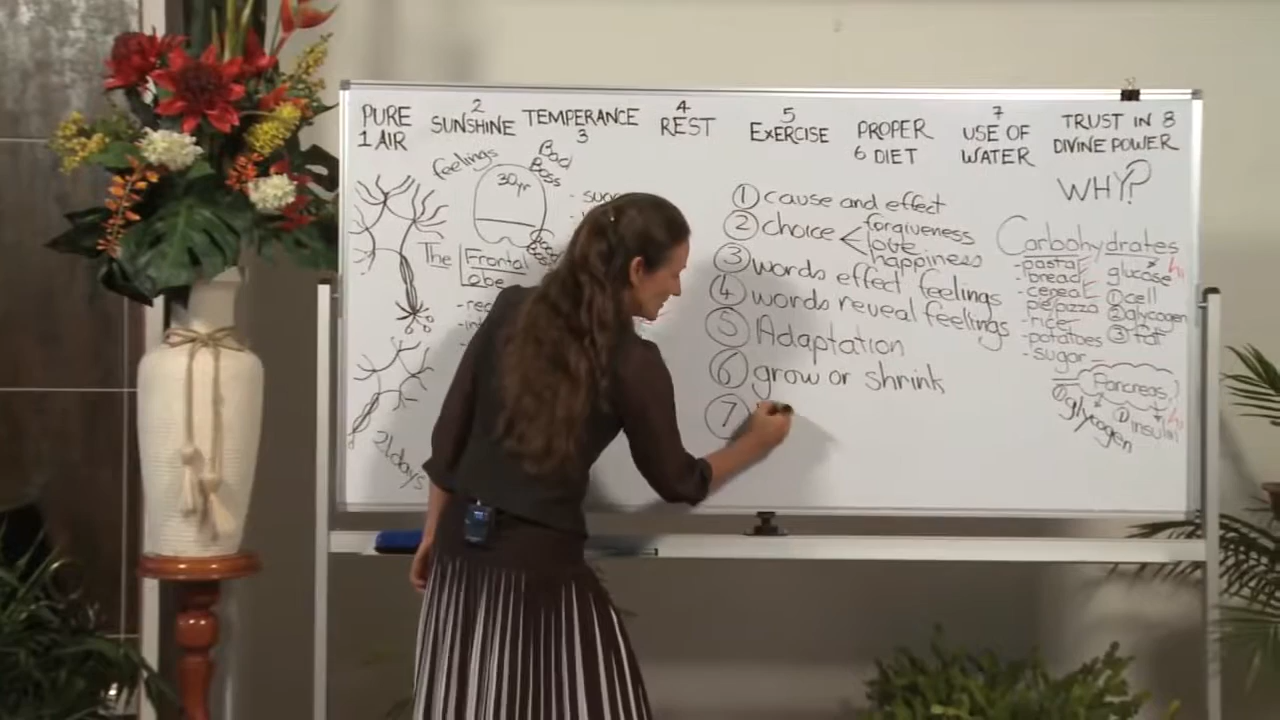 PURE
1 AIR
2
SUNSHINE
TEMPERANCE
3
4
REST
5
EXERCISE
PROPER
6 DIET
7
USE OF
WATER
TRUST IN 8
DIVINE POWER
WHY?
Feelings
Bad
Boss
30yr
The Frontal
Lobe
21days
① cause and effect
② choice < forgiveness
love
happiness
③ words effect feelings
④ words reveal feelings
⑤ Adaptation
⑥ grow or shrink
⑦
Carbohydrates
- pasta
- bread
- cereal
- pie/pizza
- rice
- potatoes
- sugar
glucose
① cell
② glycogen
③ fat
Pancreas
① glycogen
① insulin